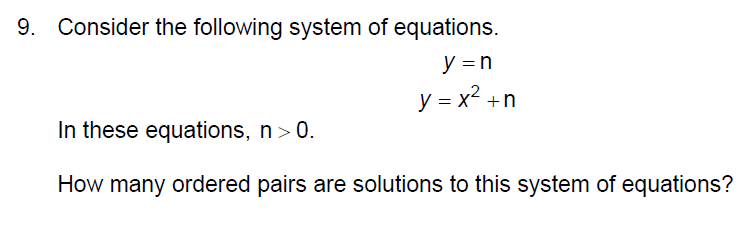 9. Consider the following system of equations.
y = n
y = x² + n
In these equations, n > 0.
How many ordered pairs are solutions to this system of equations?